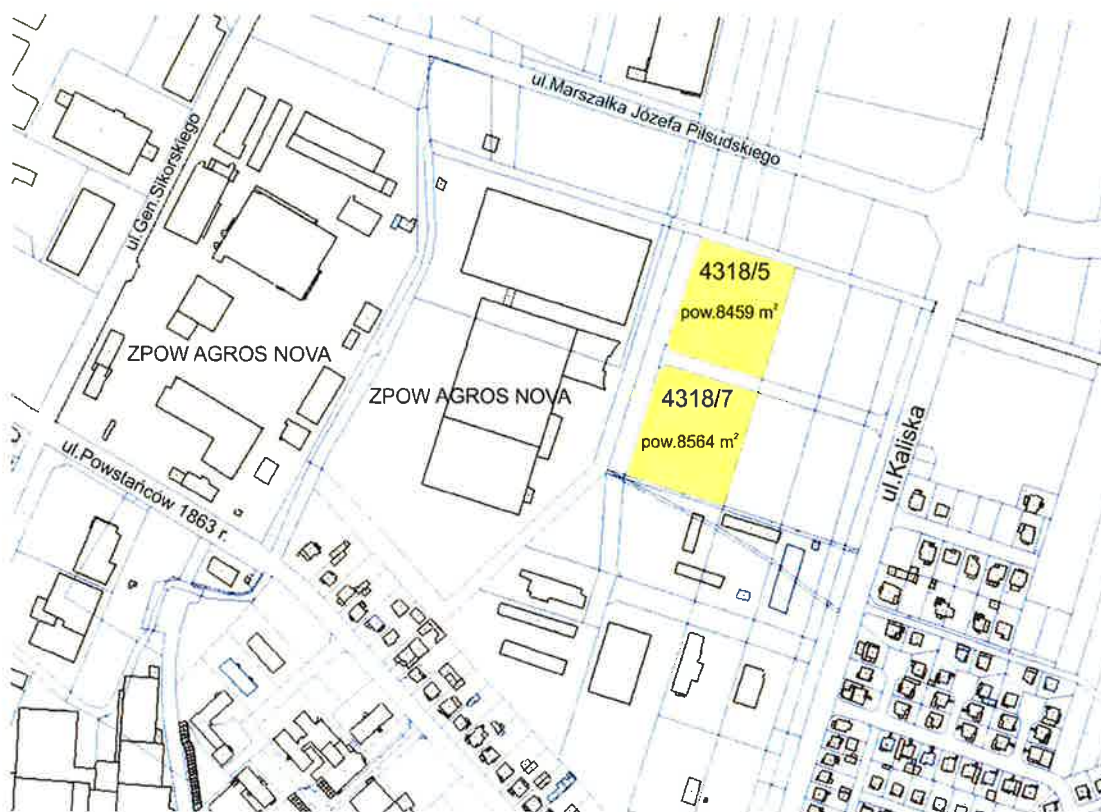 ul.Marszałka Józefa Piłsudskiego
ul.Gen.Sikorskiego
4318/5
pow.8459 m²
ZPOW AGROS NOVA
ZPOW AGROS NOVA
4318/7
pow.8564 m²
ul.Kaliska
ul.Powstańców 1863 r.